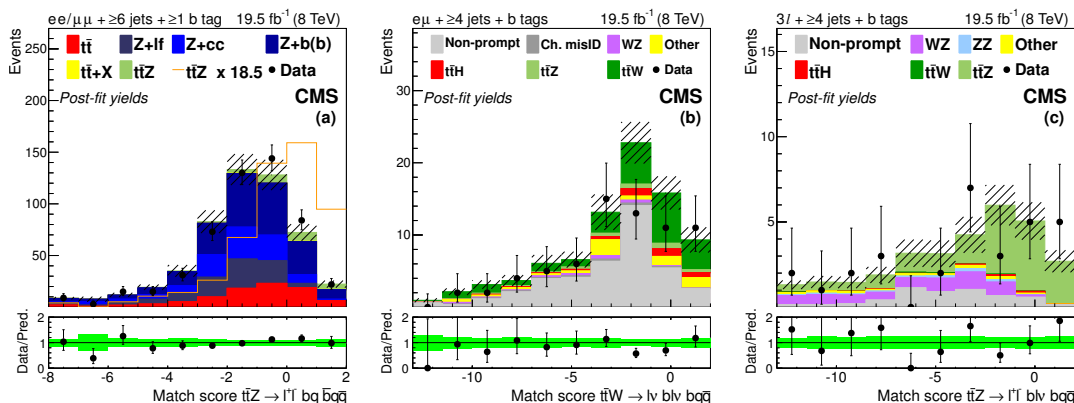 ee/μμ + ≥6 jets + ≥1 b tag 19.5 fb⁻¹ (8 TeV)
Events
tt̄ Z+lf Z+cc Z+b(b)
tt̄+X tt̄Z tt̄Z x 18.5 Data
Post-fit yields CMS
(a)
250
200
150
100
50
Data/Pred.
2
1
0
-8 -6 -4 -2 0 2
Match score tt̄Z → l⁺l⁻ bq b̄qq̄
eμ + ≥4 jets + b tags 19.5 fb⁻¹ (8 TeV)
Events
Non-prompt Ch. misID WZ Other
tt̄H tt̄Z tt̄W Data
Post-fit yields CMS
(b)
30
20
10
Data/Pred.
2
1
0
-10 -5 0
Match score tt̄W → lν blν bqq̄
3l + ≥4 jets + b tags 19.5 fb⁻¹ (8 TeV)
Events
Non-prompt WZ ZZ Other
tt̄H tt̄W tt̄Z Data
Post-fit yields CMS
(c)
15
10
5
Data/Pred.
2
1
0
-10 -5 0
Match score tt̄Z → l⁺l⁻ blν bqq̄